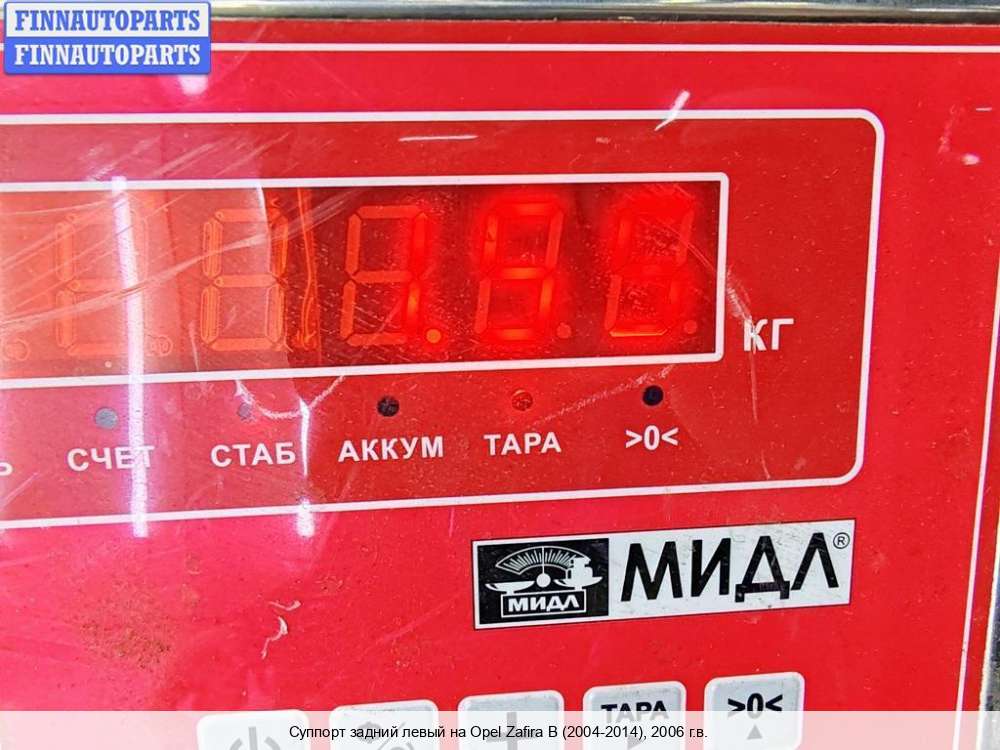 FINNAUTOPARTS
FINNAUTOPARTS
КГ
СЧЕТ СТАБ АККУМ ТАРА >0<
МИДЛ МИДЛ®
ТАРА >0<
Суппорт задний левый на Opel Zafira B (2004-2014), 2006 г.в.